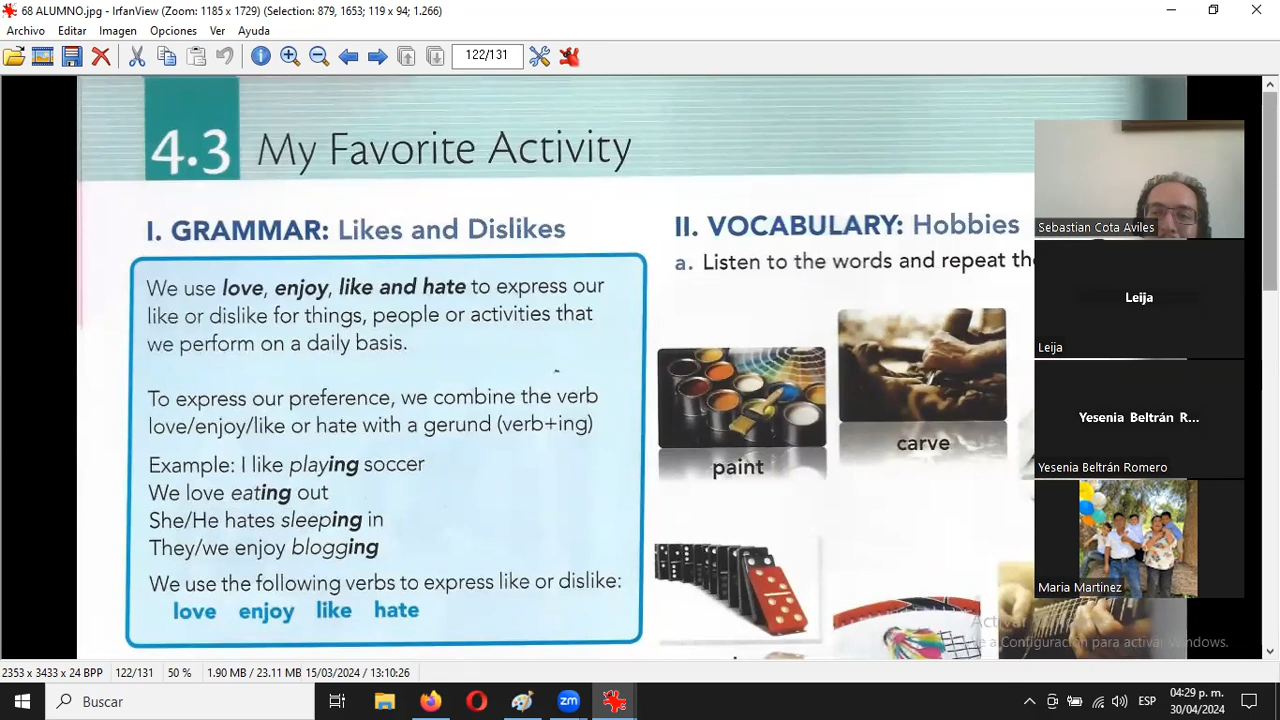 68 ALUMNO.jpg - IrfanView (Zoom: 1185 x 1729) (Selection: 879, 1653; 119 x 94; 1.266)
Archivo Editar Imagen Opciones Ver Ayuda
122/131
4.3 My Favorite Activity
I. GRAMMAR: Likes and Dislikes
We use love, enjoy, like and hate to express our
like or dislike for things, people or activities that
we perform on a daily basis.
To express our preference, we combine the verb
love/enjoy/like or hate with a gerund (verb+ing)
Example: I like playing soccer
We love eating out
She/He hates sleeping in
They/we enjoy blogging
We use the following verbs to express like or dislike:
love enjoy like hate
II. VOCABULARY: Hobbies
a. Listen to the words and repeat
paint
carve
Sebastian Cota Aviles
Leija
Leija
Yesenia Beltrán R...
Yesenia Beltrán Romero
Maria Martinez
a Configuración para activar Windows.
2353 x 3433 x 24 BPP 122/131 50 % 1.90 MB / 23.11 MB 15/03/2024 / 13:10:26
Buscar
zm
ESP
04:29 p. m.
30/04/2024